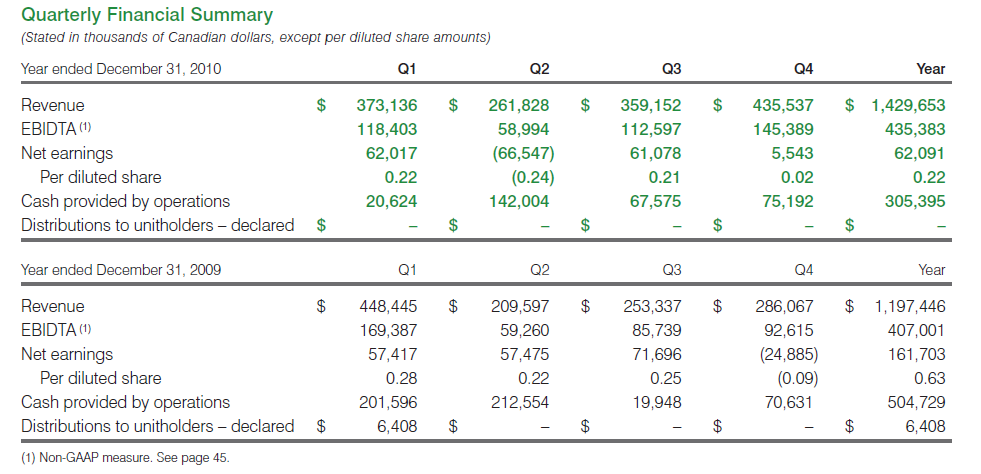 Quarterly Financial Summary
(Stated in thousands of Canadian dollars, except per diluted share amounts)
Year ended December 31, 2010 Q1 Q2 Q3 Q4 Year
Revenue $ 373,136 $ 261,828 $ 359,152 $ 435,537 $ 1,429,653
EBIDTA (1) 118,403 58,994 112,597 145,389 435,383
Net earnings 62,017 (66,547) 61,078 5,543 62,091
Per diluted share 0.22 (0.24) 0.21 0.02 0.22
Cash provided by operations 20,624 142,004 67,575 75,192 305,395
Distributions to unitholders – declared $ – $ – $ – $ – $ –
Year ended December 31, 2009 Q1 Q2 Q3 Q4 Year
Revenue $ 448,445 $ 209,597 $ 253,337 $ 286,067 $ 1,197,446
EBIDTA (1) 169,387 59,260 85,739 92,615 407,001
Net earnings 57,417 57,475 71,696 (24,885) 161,703
Per diluted share 0.28 0.22 0.25 (0.09) 0.63
Cash provided by operations 201,596 212,554 19,948 70,631 504,729
Distributions to unitholders – declared $ 6,408 $ – $ – $ – $ 6,408
(1) Non-GAAP measure. See page 45.